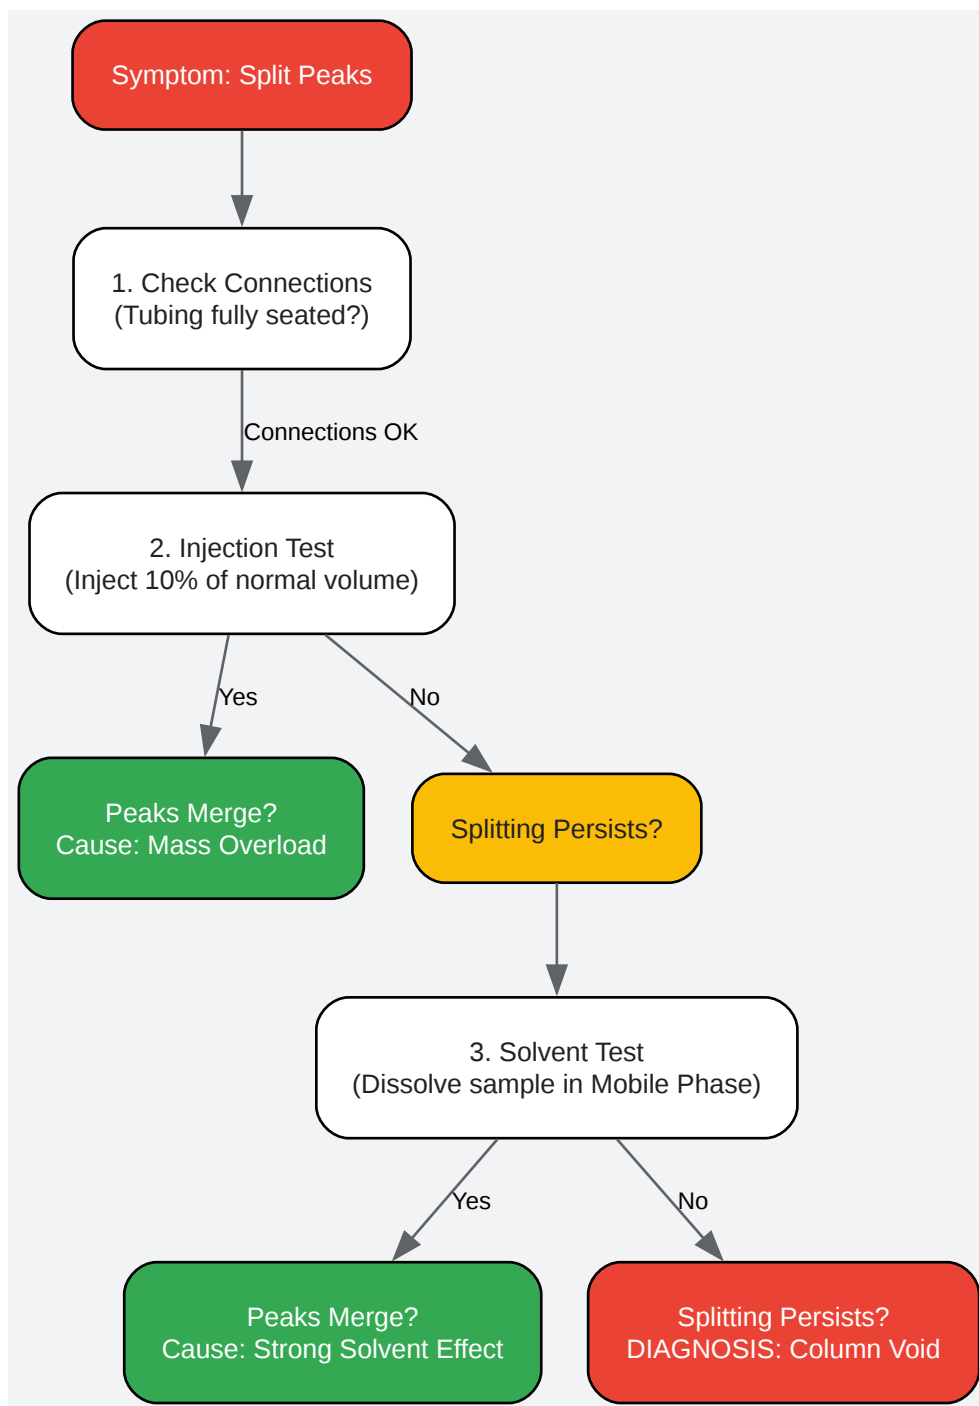 Symptom: Split Peaks
1. Check Connections
(Tubing fully seated?)
Connections OK
2. Injection Test
(Inject 10% of normal volume)
Yes
No
Peaks Merge?
Cause: Mass Overload
Splitting Persists?
3. Solvent Test
(Dissolve sample in Mobile Phase)
Yes
No
Peaks Merge?
Cause: Strong Solvent Effect
Splitting Persists?
DIAGNOSIS: Column Void